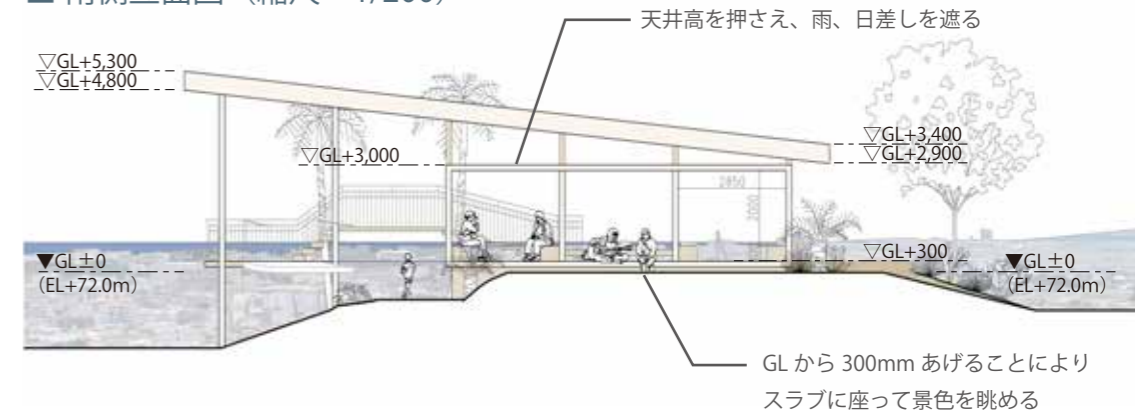 天井高を押さえ、雨、日差しを遮る
▽GL+5,300
▽GL+4,800
▽GL+3,400
▽GL+2,900
▽GL+3,000
2850
2000
▽GL+300
▼GL±0
(EL+72.0m)
▼GL±0
(EL+72.0m)
GL から 300mm あげることにより
スラブに座って景色を眺める